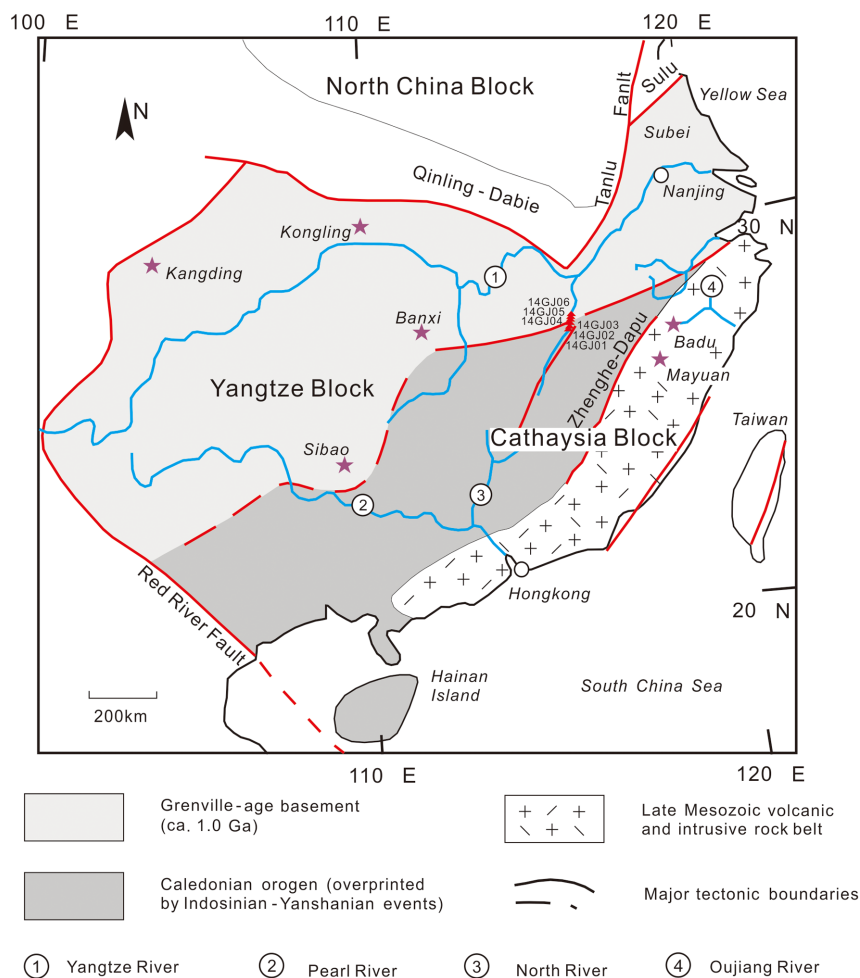 100 E
110 E
120 E
North China Block
Tanlu Fanlt
Sulu
Yellow Sea
N
Subei
Qinling - Dabie
Nanjing
30 N
Kongling
Kangding
1
4
14GJ06
14GJ05
14GJ04
14GJ03
14GJ02
14GJ01
Banxi
Badu
Mayuan
Zhenghe-Dapu
Yangtze Block
Cathaysia Block
Taiwan
Sibao
2
3
Red River Fault
Hongkong
20 N
Hainan
Island
South China Sea
200km
110 E
120 E
Grenville-age basement
(ca. 1.0 Ga)
Late Mesozoic volcanic
and intrusive rock belt
Caledonian orogen (overprinted
by Indosinian-Yanshanian events)
Major tectonic boundaries
1 Yangtze River
2 Pearl River
3 North River
4 Oujiang River